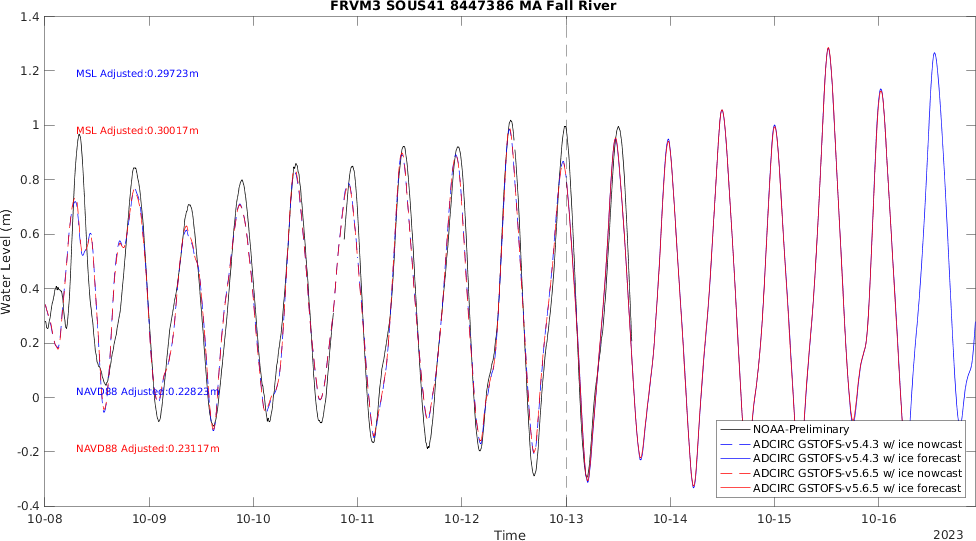 FRVM3 SOUS41 8447386 MA Fall River
1.4
1.2
1
0.8
0.6
0.4
0.2
0
-0.2
-0.4
Water Level (m)
MSL Adjusted:0.29723m
MSL Adjusted:0.30017m
NAVD88 Adjusted:0.22823m
NAVD88 Adjusted:0.23117m
NOAA-Preliminary
ADCIRC GSTOFS-v5.4.3 w/ ice nowcast
ADCIRC GSTOFS-v5.4.3 w/ ice forecast
ADCIRC GSTOFS-v5.6.5 w/ ice nowcast
ADCIRC GSTOFS-v5.6.5 w/ ice forecast
10-08 10-09 10-10 10-11 10-12 10-13 10-14 10-15 10-16
Time
2023